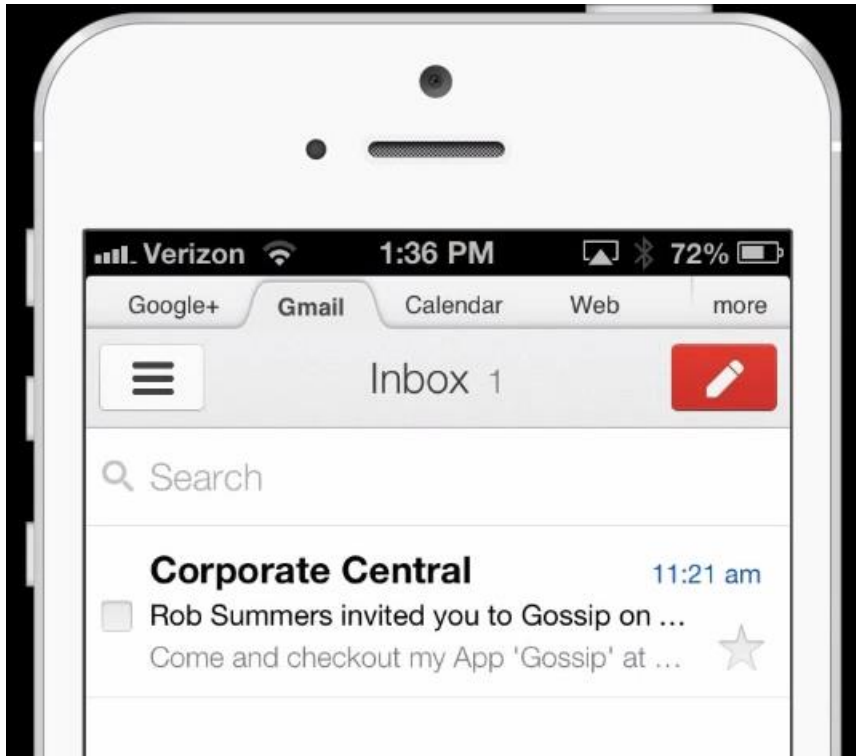 Verizon 1:36 PM 72%
Google+ Gmail Calendar Web more
Inbox 1
Search
Corporate Central 11:21 am
Rob Summers invited you to Gossip on ...
Come and checkout my App 'Gossip' at ...